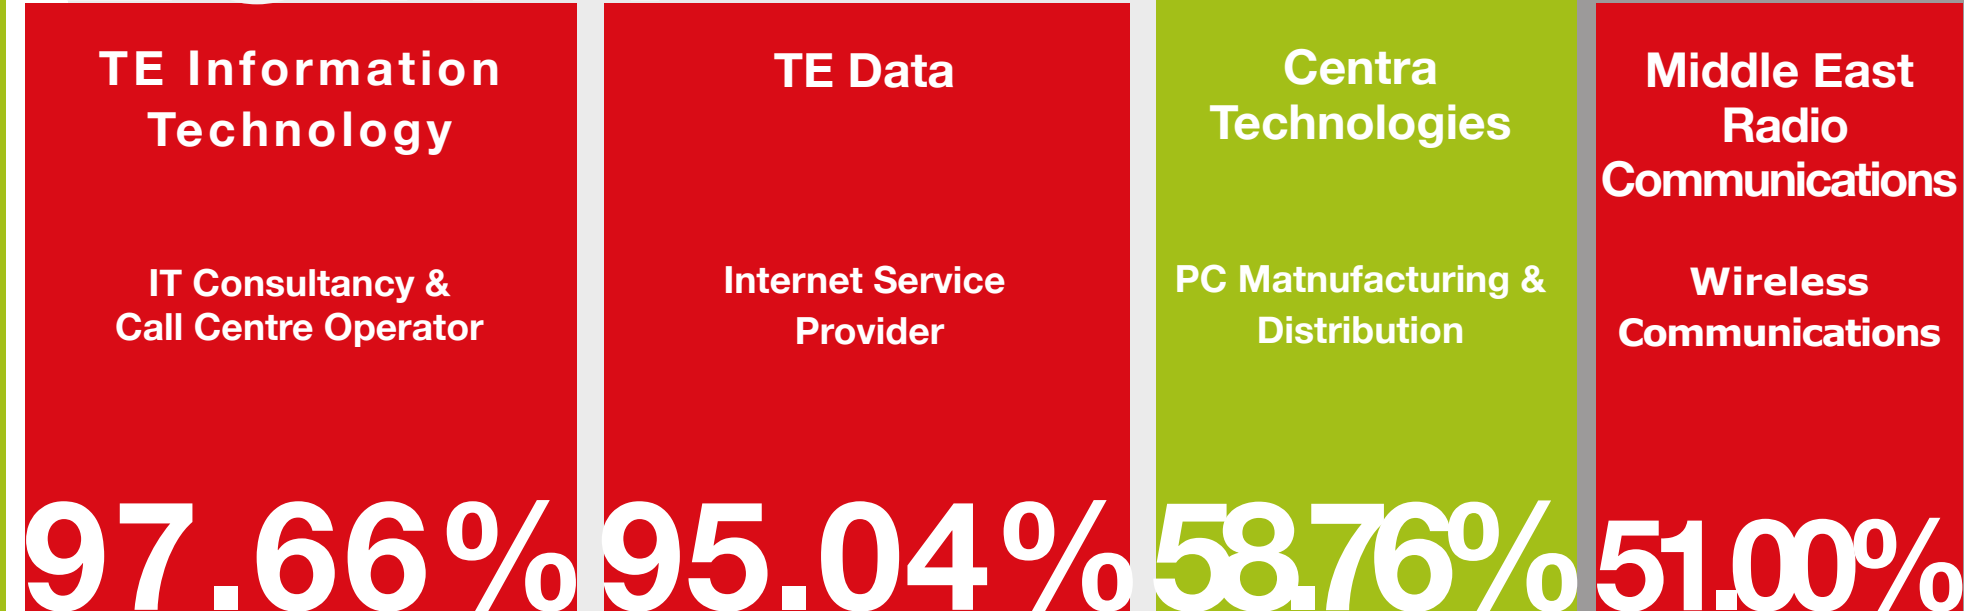 TE Information
Technology
IT Consultancy &
Call Centre Operator
97.66%
TE Data
Internet Service
Provider
95.04%
Centra
Technologies
PC Matnufacturing &
Distribution
58.76%
Middle East
Radio
Communications
Wireless
Communications
51.00%